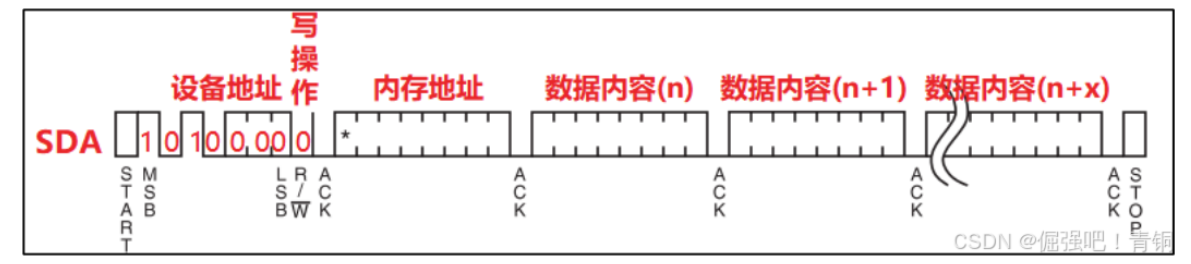 写操作
设备地址
内存地址
数据内容(n)
数据内容(n+1)
数据内容(n+x)
SDA
1 0 1 0 0 0 0 0
*
START
MSB
LSB
R/W
ACK
ACK
ACK
ACK
ACK
STOP
CSDN @倔强吧！青铜